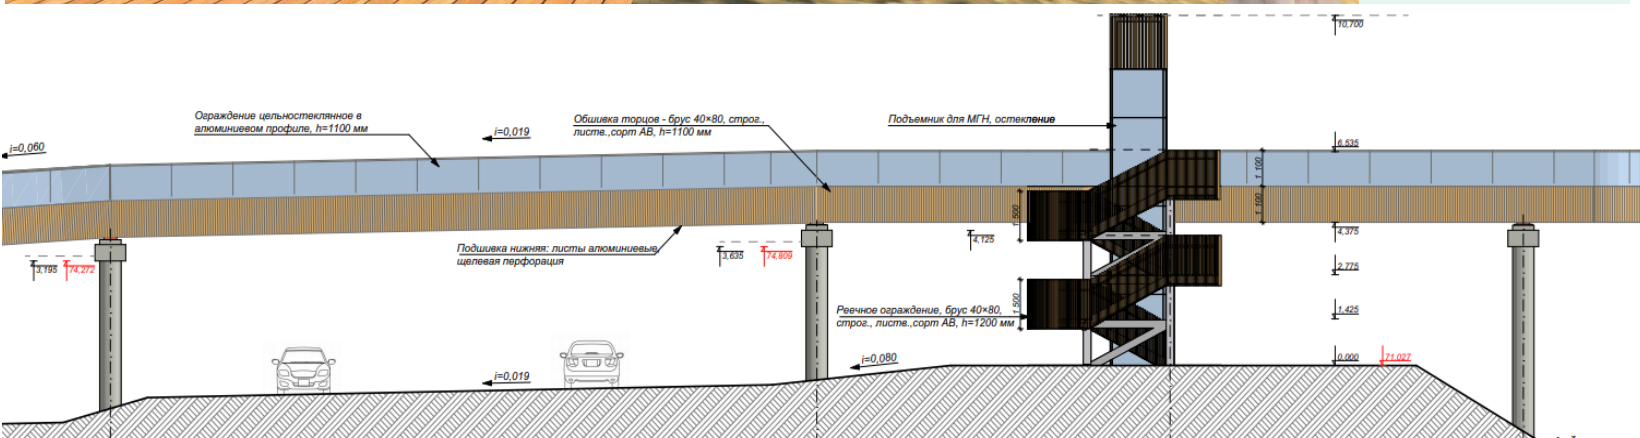 10,700
Ограждение цельностеклянное в
алюминиевом профиле, h=1100 мм
i=0,019
Обшивка торцов - брус 40×80, строг.,
листв.,сорт АВ, h=1100 мм
Подъемник для МГН, остекление
i=0,060
6.535
1 100
1 100
1 500
4,125
4,375
Подшивка нижняя: листы алюминиевые,
щелевая перфорация
3,635
74,809
3,195
74,272
2,775
1 500
Реечное ограждение, брус 40×80,
строг., листв.,сорт АВ, h=1200 мм
1,425
i=0,080
0.000
71.027
i=0,019